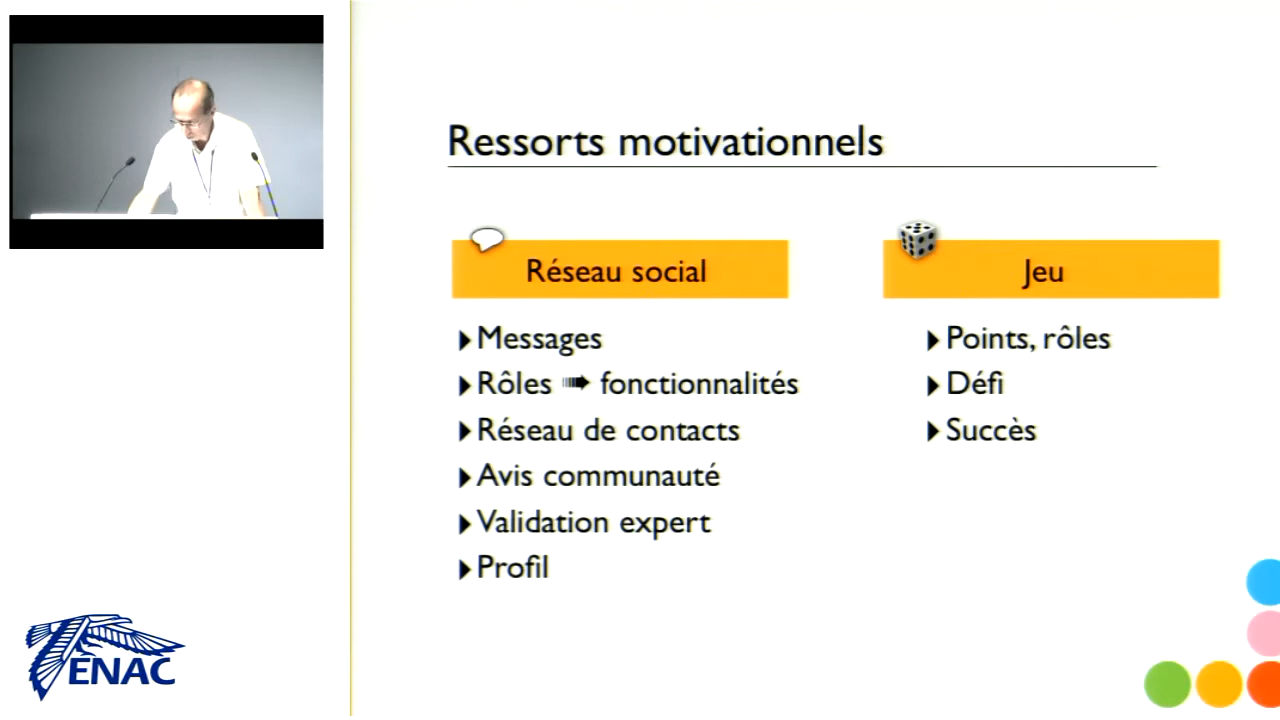 Ressorts motivationnels
Réseau social
Messages
Rôles ➠ fonctionnalités
Réseau de contacts
Avis communauté
Validation expert
Profil
Jeu
Points, rôles
Défi
Succès
ENAC